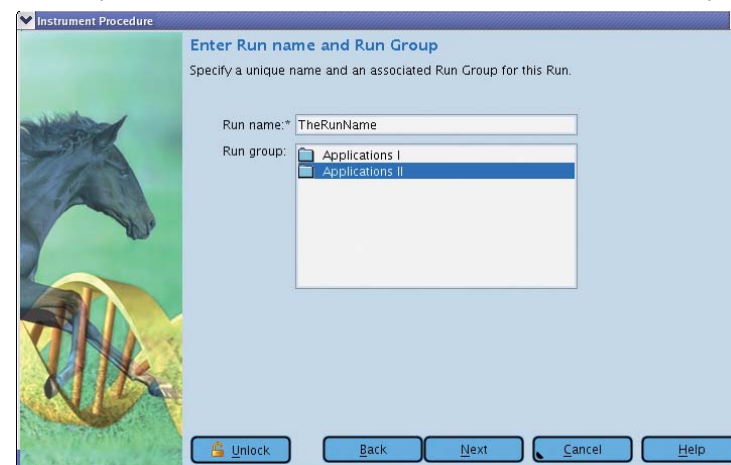 Instrument Procedure
Enter Run name and Run Group
Specify a unique name and an associated Run Group for this Run.
Run name:* TheRunName
Run group: Applications I
Applications II
Unlock Back Next Cancel Help